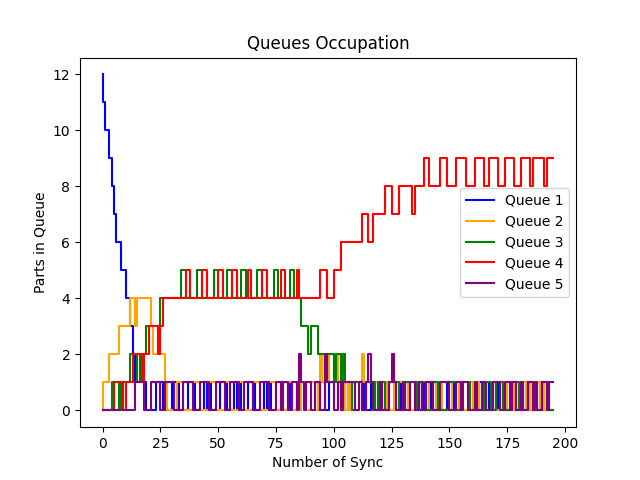 Queues Occupation
12
10
8
6
4
2
0
Parts in Queue
Queue 1
Queue 2
Queue 3
Queue 4
Queue 5
0 25 50 75 100 125 150 175 200
Number of Sync